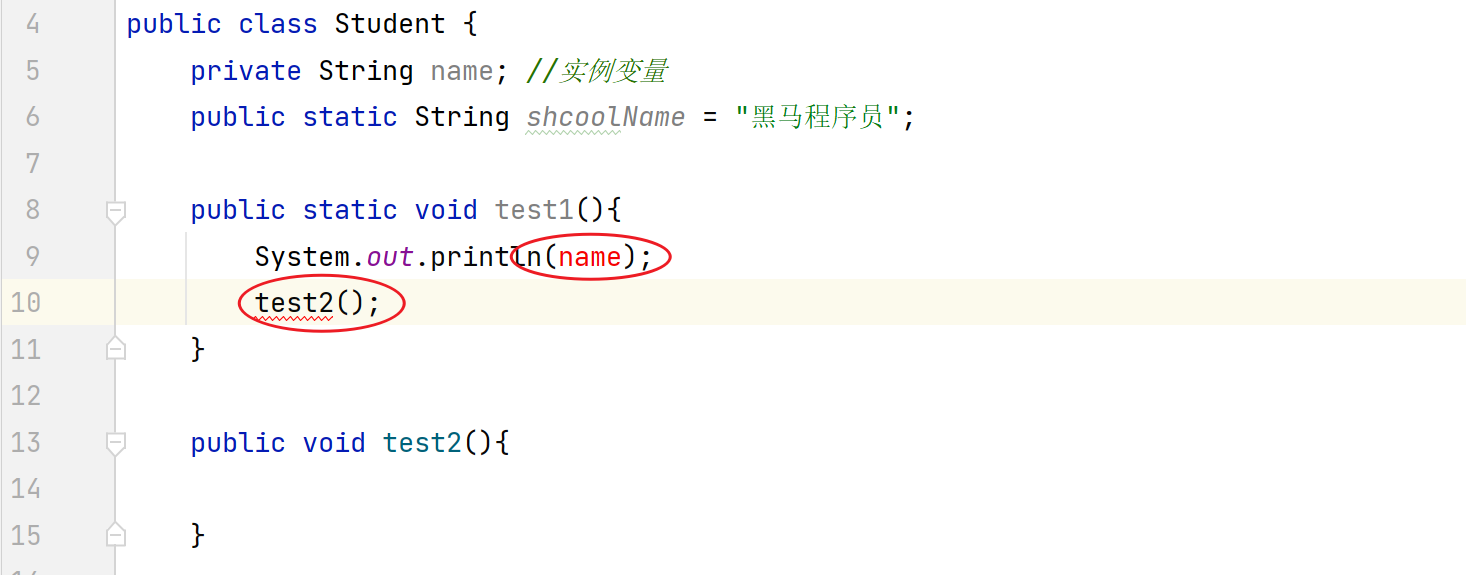 4 public class Student {
5 private String name; //实例变量
6 public static String shcoolName = "黑马程序员";
7
8 public static void test1(){
9 System.out.println(name);
10 test2();
11 }
12
13 public void test2(){
14
15 }